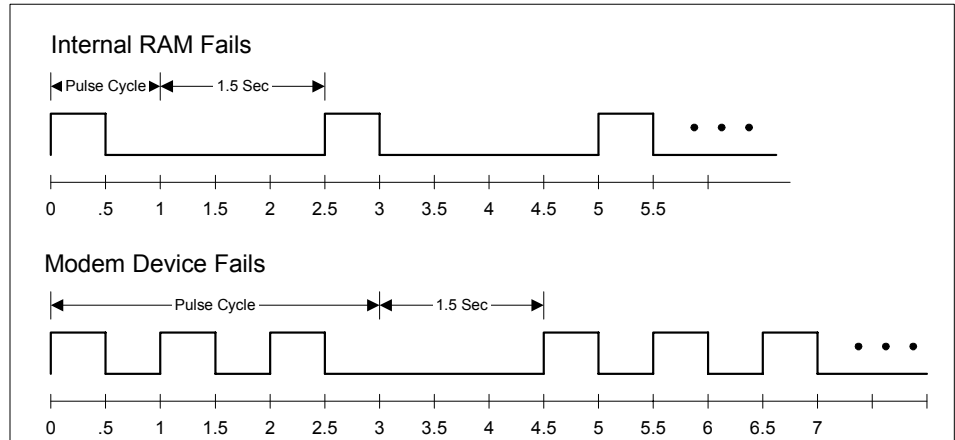 Internal RAM Fails
Pulse Cycle 1.5 Sec
0 .5 1 1.5 2 2.5 3 3.5 4 4.5 5 5.5
Modem Device Fails
Pulse Cycle 1.5 Sec
0 .5 1 1.5 2 2.5 3 3.5 4 4.5 5 5.5 6 6.5 7